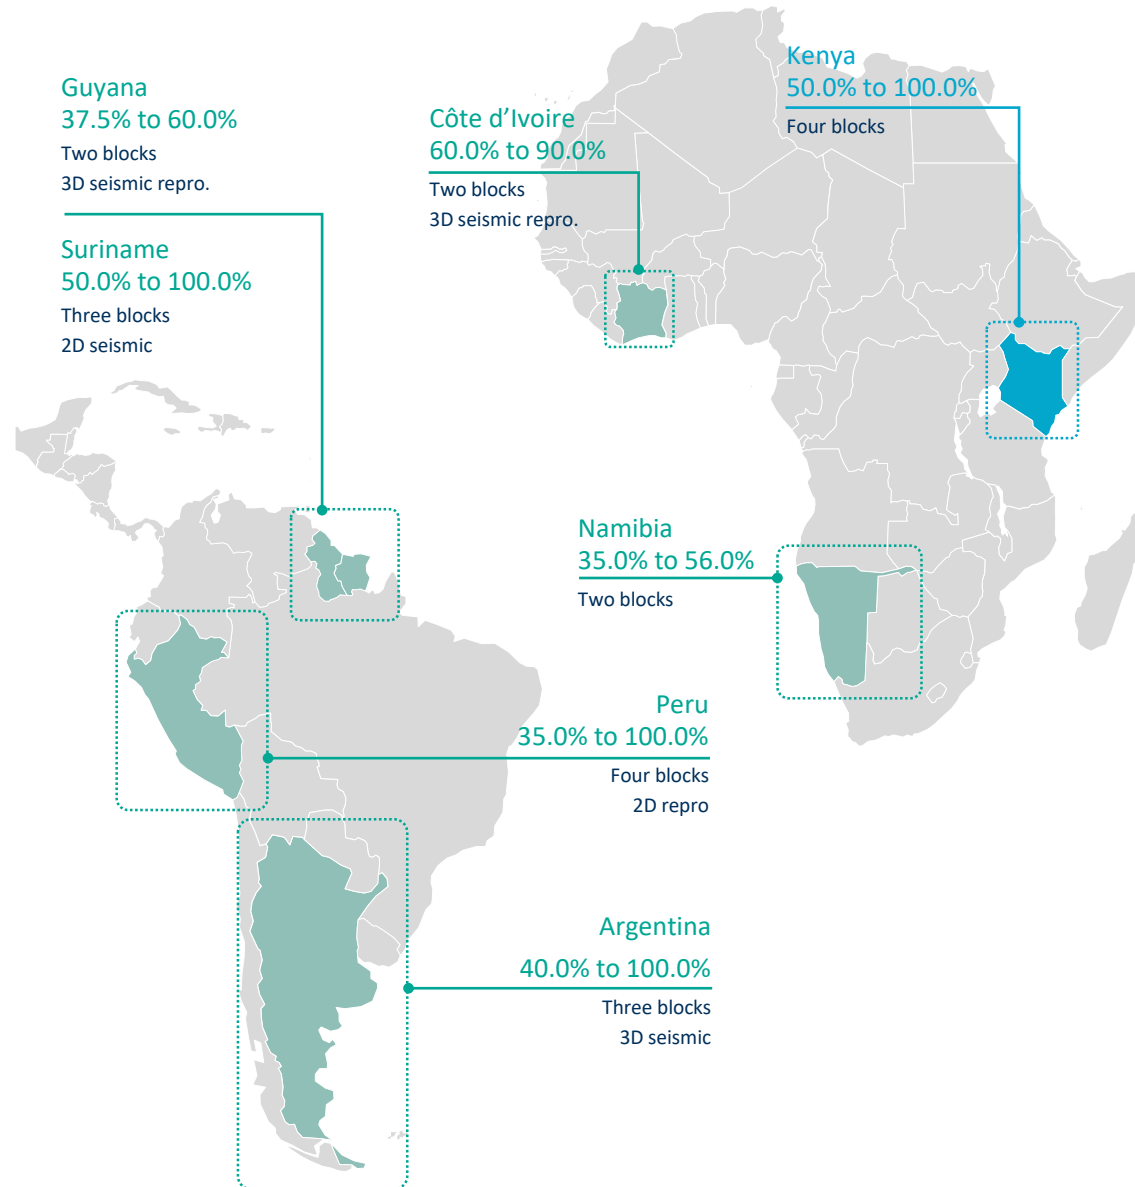 Guyana
37.5% to 60.0%
Two blocks
3D seismic repro.
Suriname
50.0% to 100.0%
Three blocks
2D seismic
Côte d’Ivoire
60.0% to 90.0%
Two blocks
3D seismic repro.
Kenya
50.0% to 100.0%
Four blocks
Namibia
35.0% to 56.0%
Two blocks
Peru
35.0% to 100.0%
Four blocks
2D repro
Argentina
40.0% to 100.0%
Three blocks
3D seismic